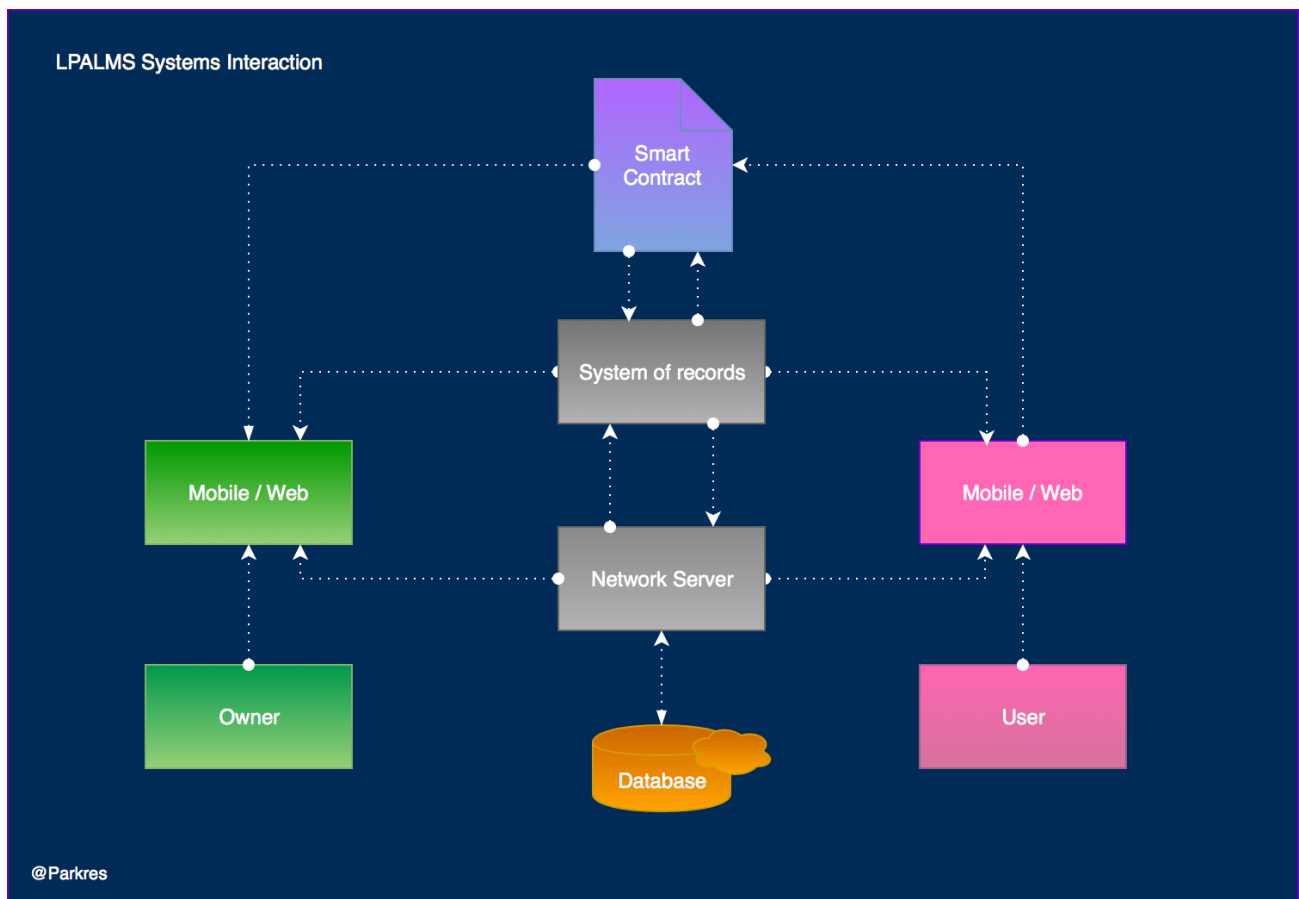 LPALMS Systems Interaction
Smart
Contract
System of records
Mobile / Web
Mobile / Web
Network Server
Owner
User
Database
@Parkres